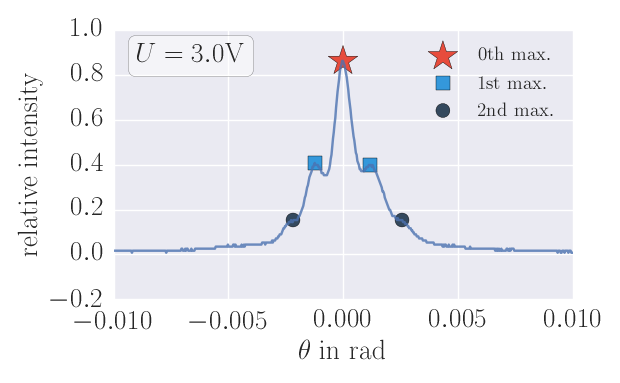 1.0
0.8
0.6
0.4
0.2
0.0
−0.2
relative intensity
U = 3.0V
0th max.
1st max.
2nd max.
−0.010 −0.005 0.000 0.005 0.010
θ in rad